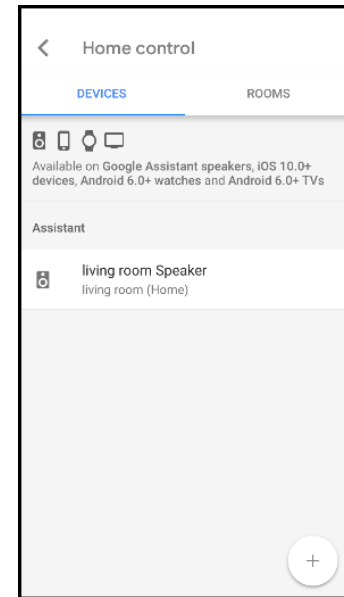 Home control
DEVICES ROOMS
Available on Google Assistant speakers, iOS 10.0+
devices, Android 6.0+ watches and Android 6.0+ TVs
Assistant
living room Speaker
living room (Home)